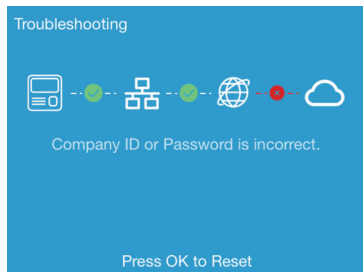 Troubleshooting
Company ID or Password is incorrect.
Press OK to Reset